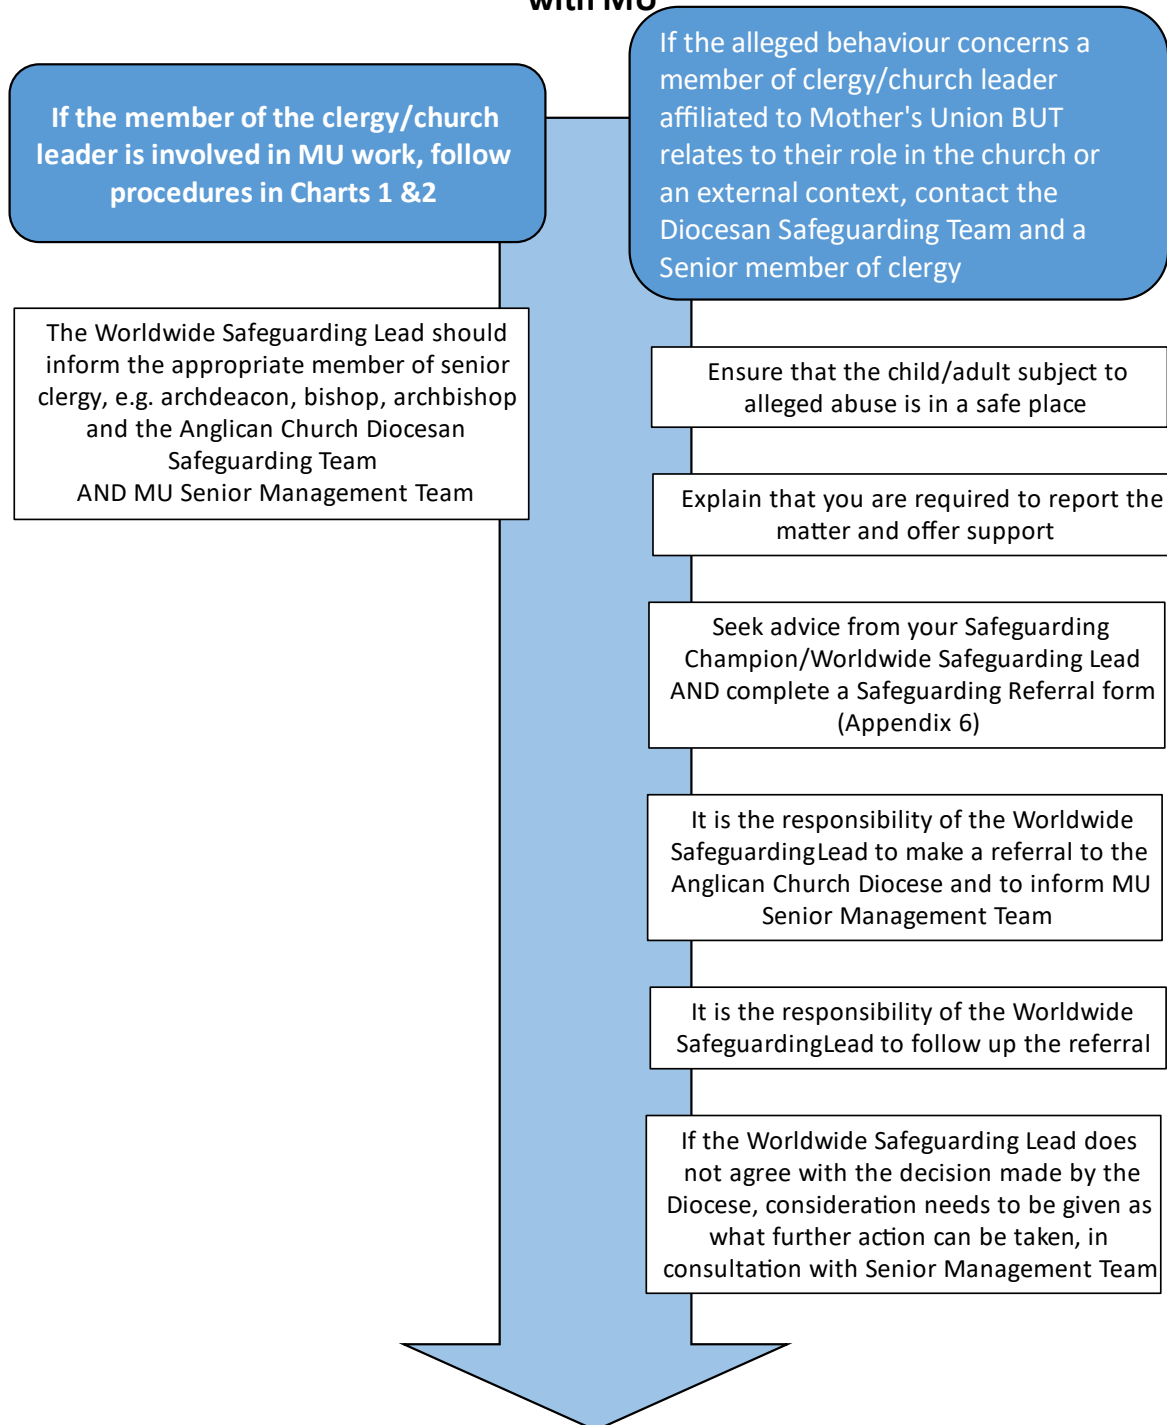 with MU
If the member of the clergy/church
leader is involved in MU work, follow
procedures in Charts 1 &2
The Worldwide Safeguarding Lead should
inform the appropriate member of senior
clergy, e.g. archdeacon, bishop, archbishop
and the Anglican Church Diocesan
Safeguarding Team
AND MU Senior Management Team
If the alleged behaviour concerns a
member of clergy/church leader
affiliated to Mother's Union BUT
relates to their role in the church or
an external context, contact the
Diocesan Safeguarding Team and a
Senior member of clergy
Ensure that the child/adult subject to
alleged abuse is in a safe place
Explain that you are required to report the
matter and offer support
Seek advice from your Safeguarding
Champion/Worldwide Safeguarding Lead
AND complete a Safeguarding Referral form
(Appendix 6)
It is the responsibility of the Worldwide
SafeguardingLead to make a referral to the
Anglican Church Diocese and to inform MU
Senior Management Team
It is the responsibility of the Worldwide
SafeguardingLead to follow up the referral
If the Worldwide Safeguarding Lead does
not agree with the decision made by the
Diocese, consideration needs to be given as
what further action can be taken, in
consultation with Senior Management Team